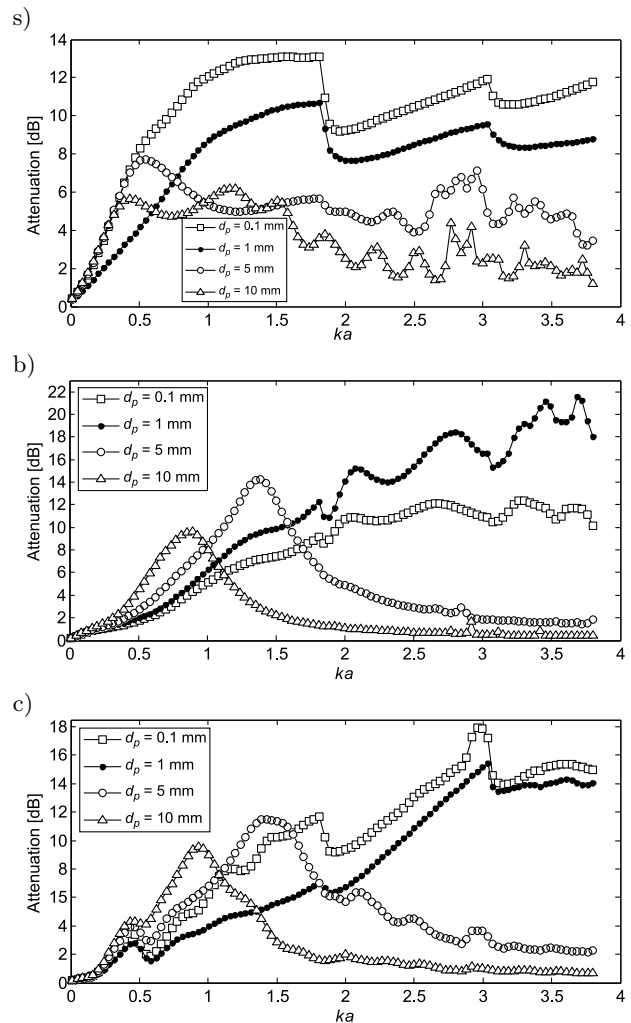 s)
14
12
10
8
6
4
2
0
Attenuation [dB]
d_p = 0.1 mm
d_p = 1 mm
d_p = 5 mm
d_p = 10 mm
0 0.5 1 1.5 2 2.5 3 3.5 4
ka
b)
22
20
18
16
14
12
10
8
6
4
2
0
Attenuation [dB]
d_p = 0.1 mm
d_p = 1 mm
d_p = 5 mm
d_p = 10 mm
0 0.5 1 1.5 2 2.5 3 3.5 4
ka
c)
18
16
14
12
10
8
15
4
2
0
Attenuation [dB]
d_p = 0.1 mm
d_p = 1 mm
d_p = 5 mm
d_p = 10 mm
0 0.5 1 1.5 2 2.5 3 3.5 4
ka